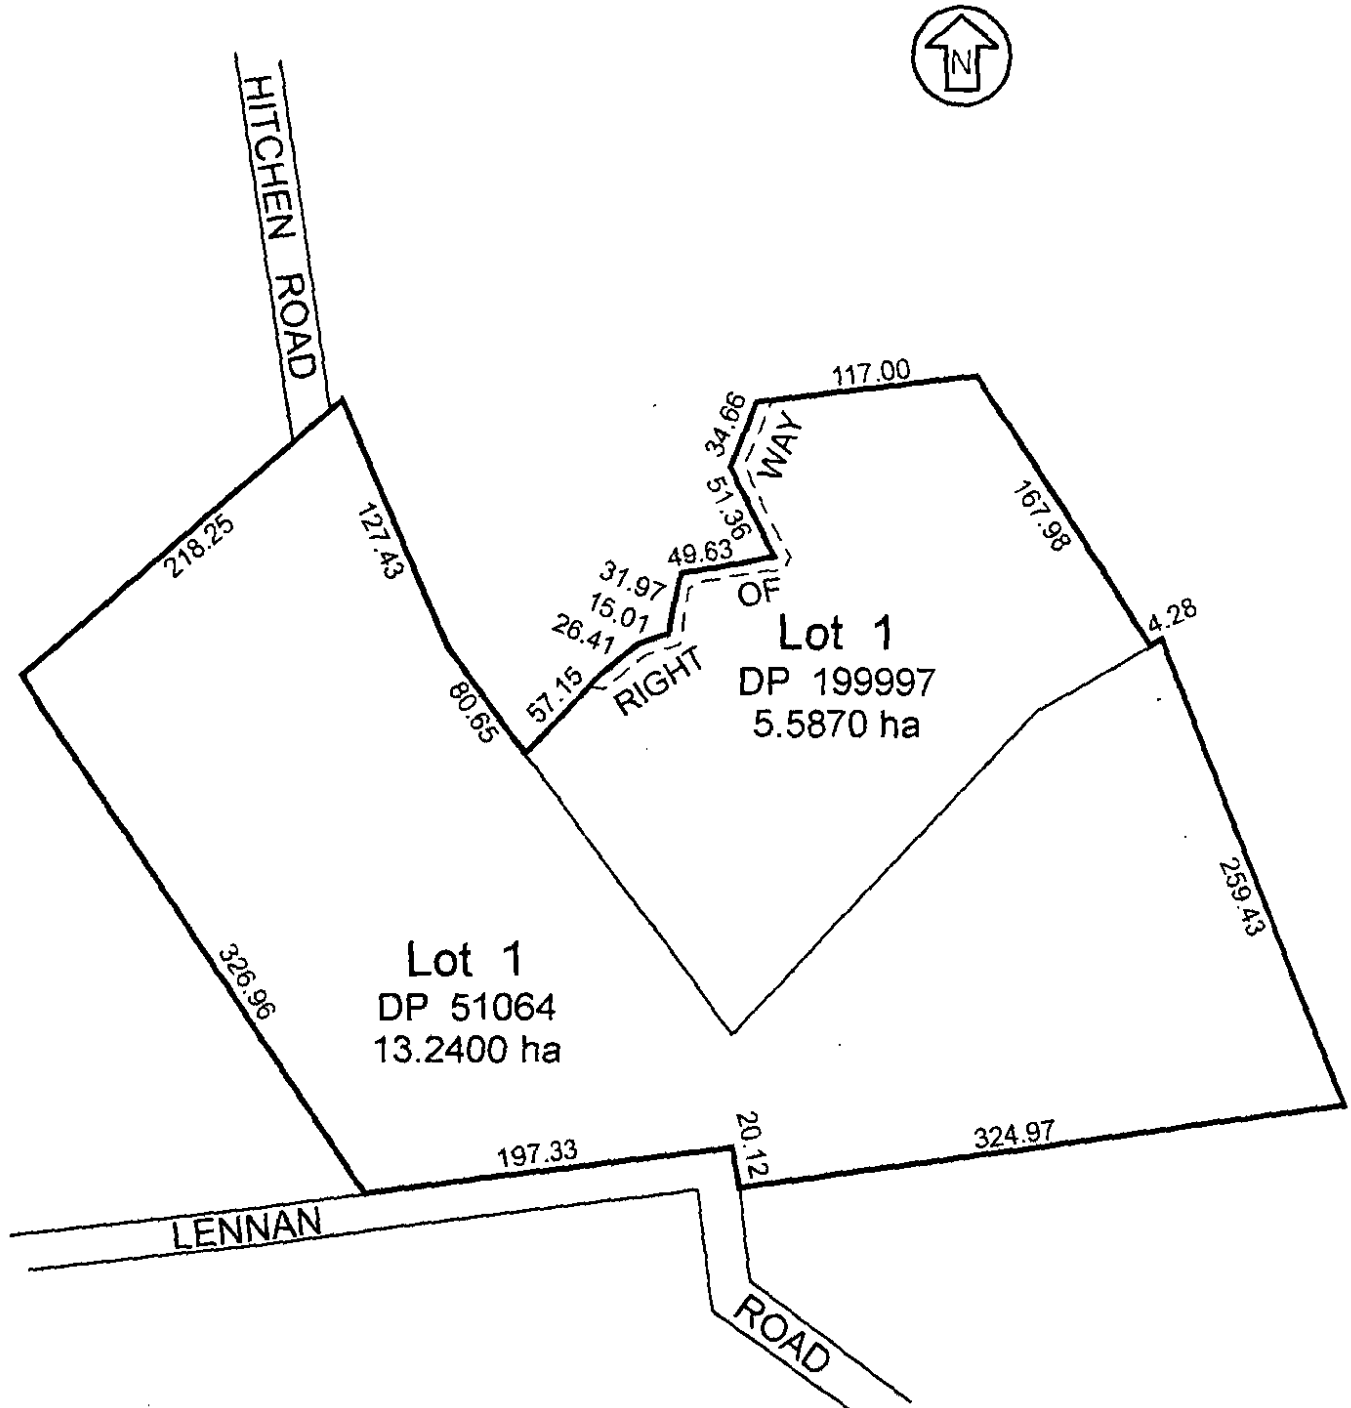 N
HITCHEN ROAD
117.00
34.66
WAY
51.36
167.98
218.25
127.43
49.63
31.97
OF
15.01
26.41
4.28
Lot 1
DP 199997
5.5870 ha
RIGHT
57.15
80.65
259.43
326.96
Lot 1
DP 51064
13.2400 ha
197.33
20.12
324.97
LENNAN
ROAD